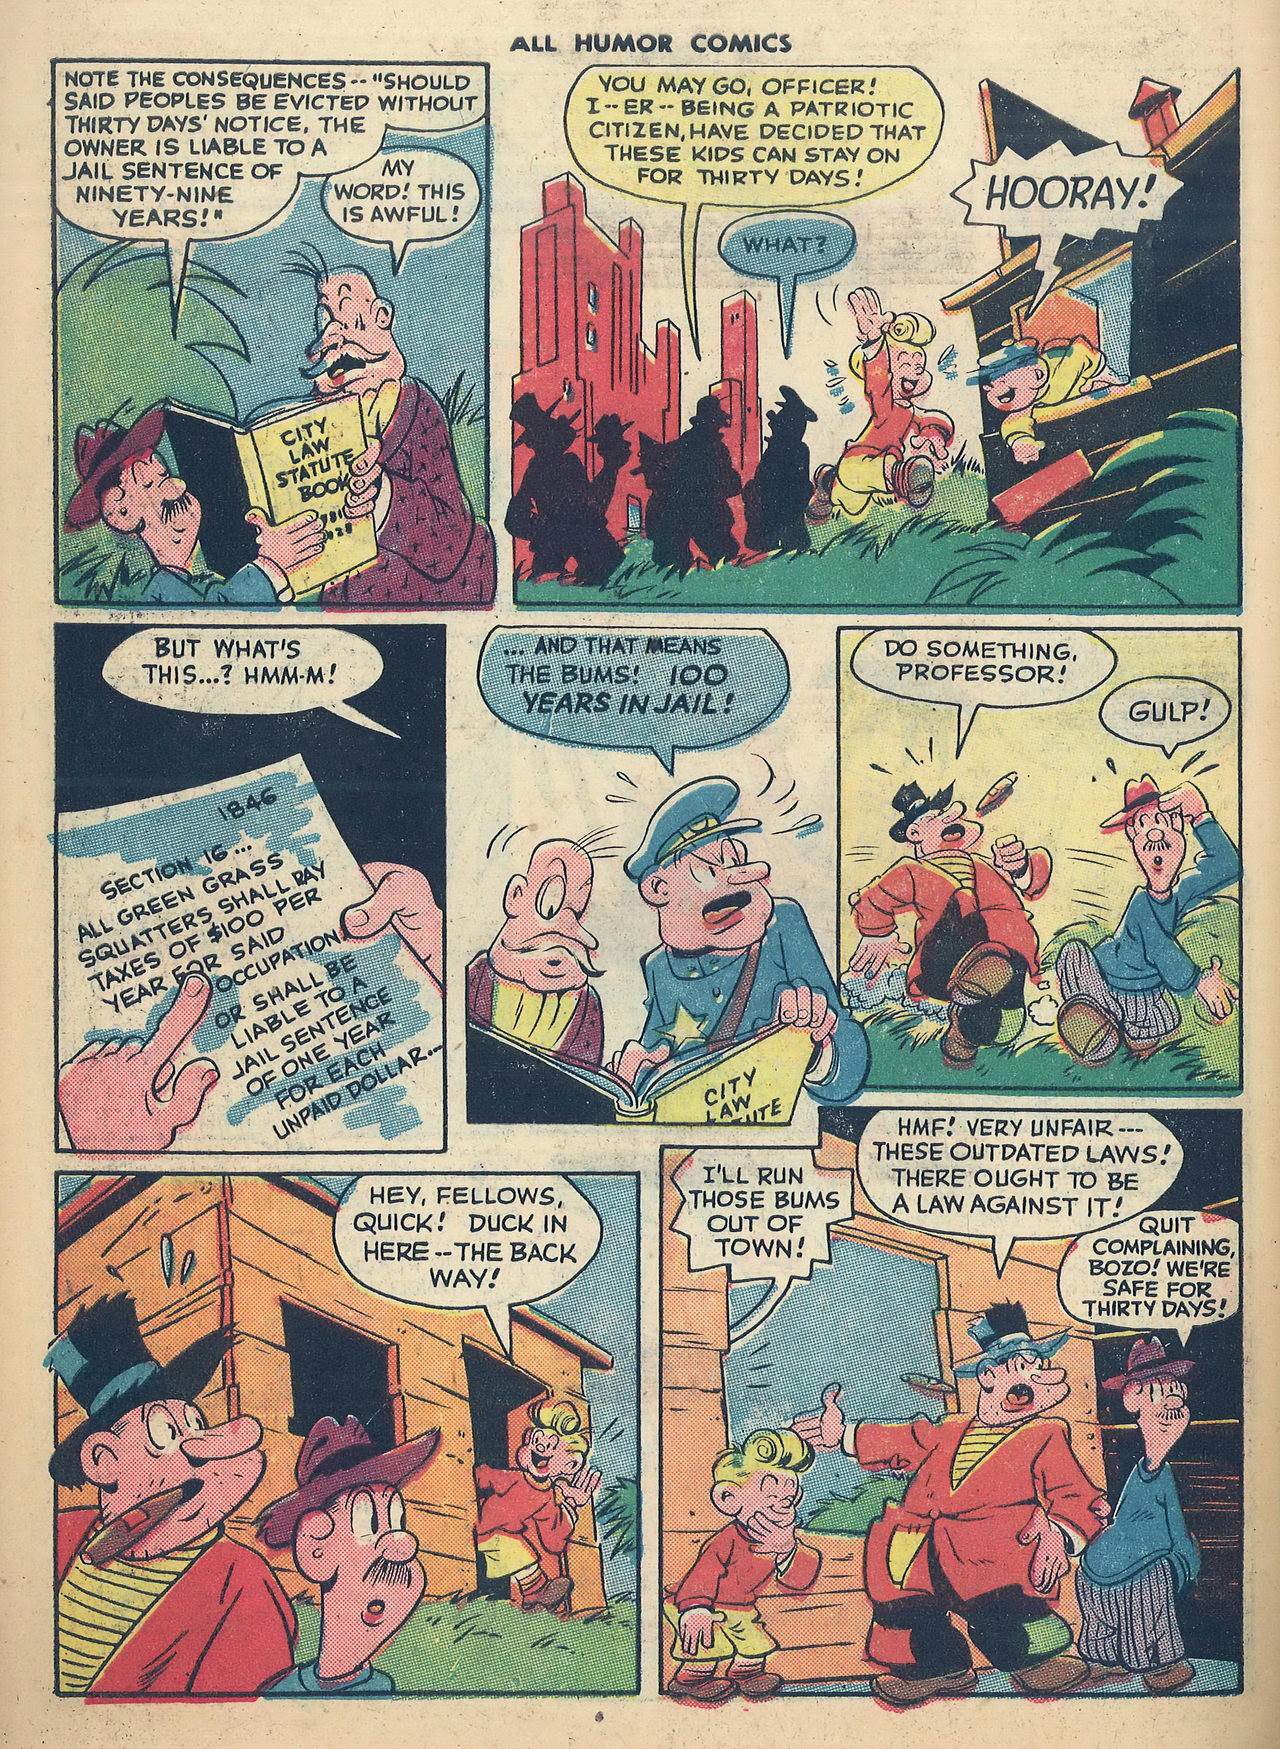 ALL HUMOR COMICS
NOTE THE CONSEQUENCES -- "SHOULD
SAID PEOPLES BE EVICTED WITHOUT
THIRTY DAYS' NOTICE, THE
OWNER IS LIABLE TO A
JAIL SENTENCE OF
NINETY-NINE
YEARS!"
MY
WORD! THIS
IS AWFUL!
CITY
LAW
STATUTE
BOOK
YOU MAY GO, OFFICER!
I -- ER -- BEING A PATRIOTIC
CITIZEN, HAVE DECIDED THAT
THESE KIDS CAN STAY ON
FOR THIRTY DAYS!
WHAT?
HOORAY!
BUT WHAT'S
THIS...? HMM-M!
1846
SECTION 16...
ALL GREEN GRASS
SQUATTERS SHALL PAY
TAXES OF $100 PER
YEAR FOR SAID
OCCUPATION
OR SHALL BE
LIABLE TO A
JAIL SENTENCE
OF ONE YEAR
FOR EACH
UNPAID DOLLAR...
... AND THAT MEANS
THE BUMS! 100
YEARS IN JAIL!
CITY
LAW
STATUTE
DO SOMETHING,
PROFESSOR!
GULP!
HEY, FELLOWS,
QUICK! DUCK IN
HERE -- THE BACK
WAY!
I'LL RUN
THOSE BUMS
OUT OF
TOWN!
HMF! VERY UNFAIR ---
THESE OUTDATED LAWS!
THERE OUGHT TO BE
A LAW AGAINST IT!
QUIT
COMPLAINING,
BOZO! WE'RE
SAFE FOR
THIRTY DAYS!